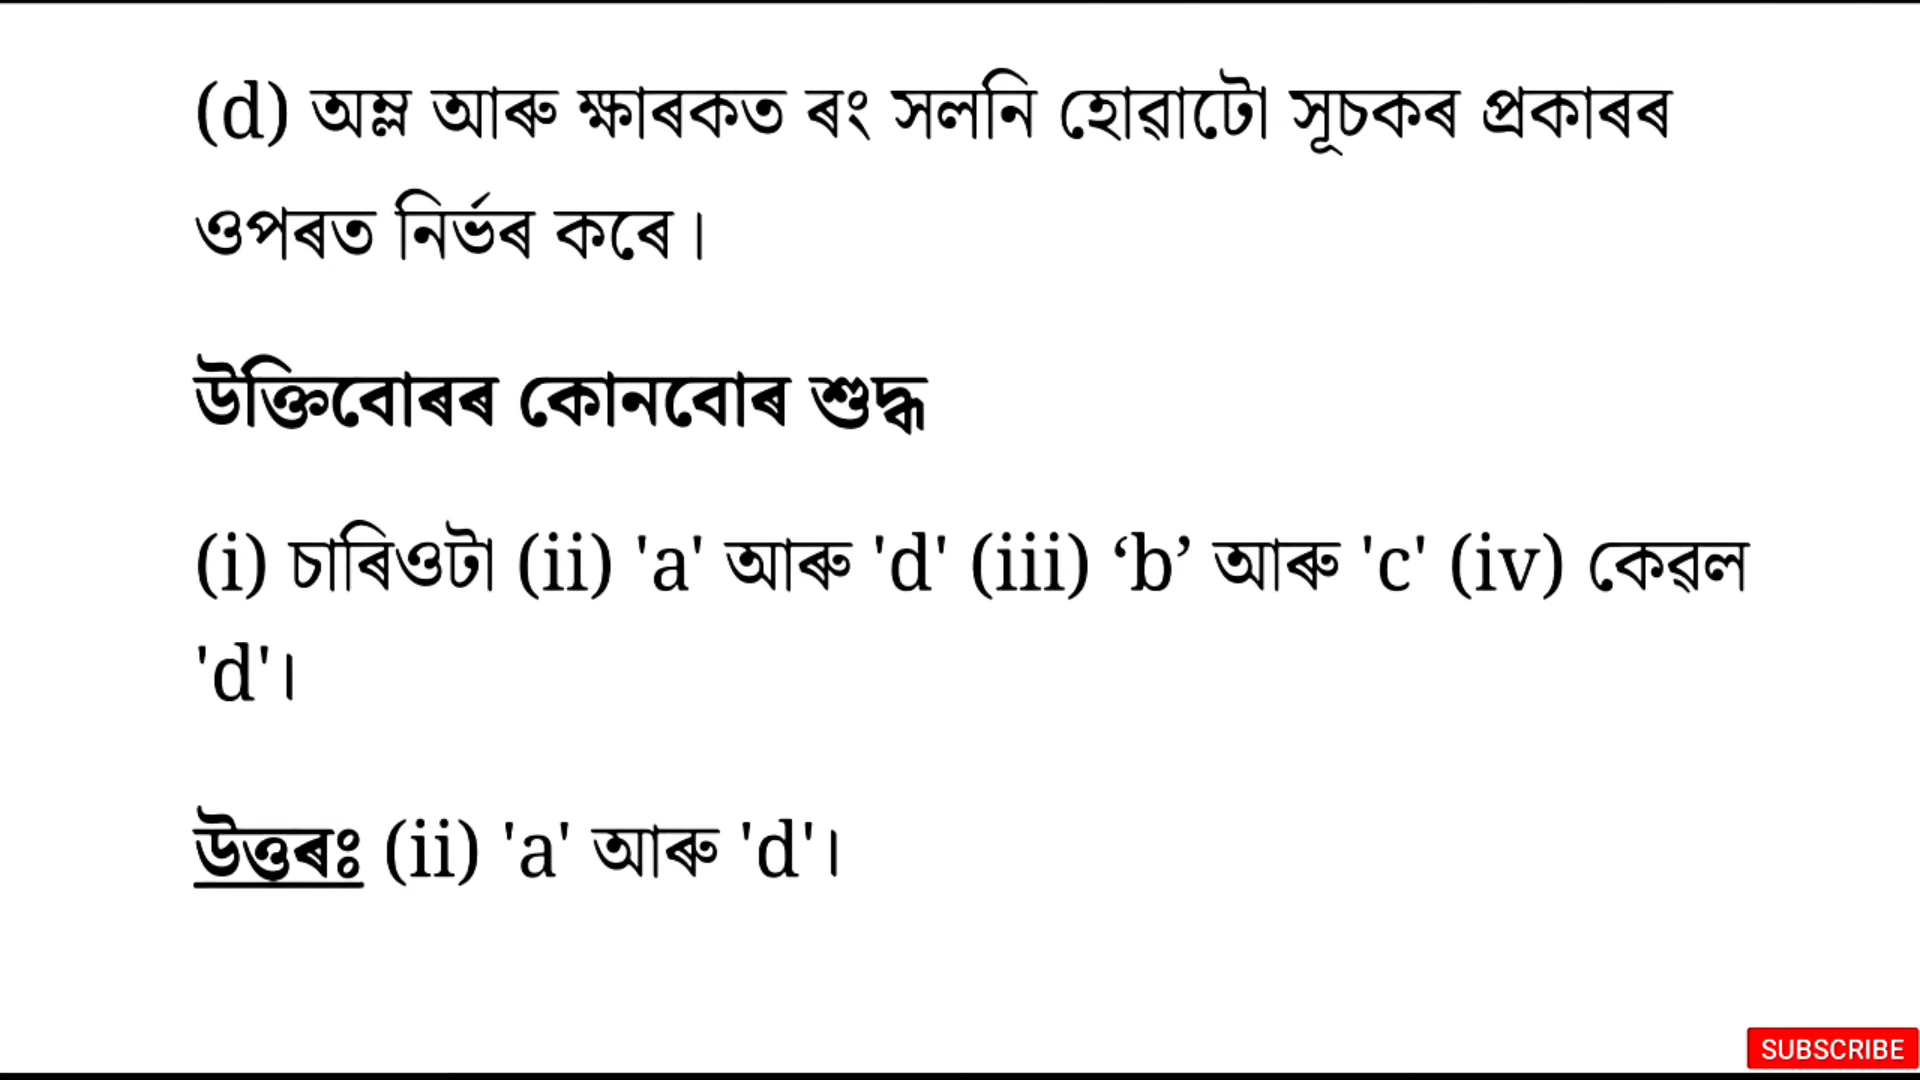 (d) অম্ল আৰু ক্ষাৰকত ৰং সলনি হোৱাটো সূচকৰ প্ৰকাৰৰ
ওপৰত নিৰ্ভৰ কৰে।
উক্তিবোৰৰ কোনবোৰ শুদ্ধ
(i) চাৰিওটা (ii) 'a' আৰু 'd' (iii) ‘b’ আৰু 'c' (iv) কেৱল
'd'।
উত্তৰঃ (ii) 'a' আৰু 'd'।
SUBSCRIBE